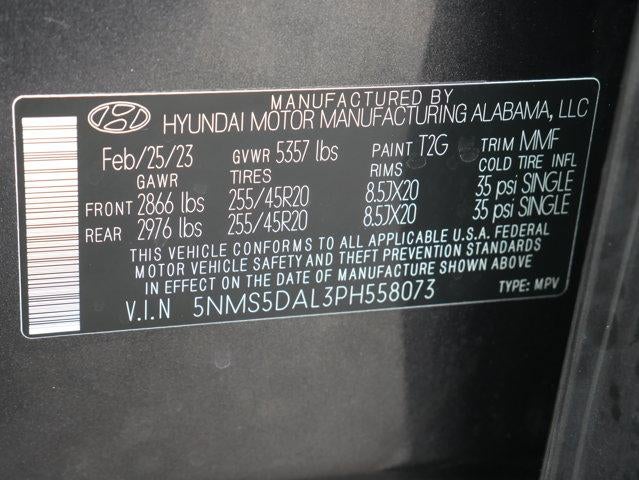 MANUFACTURED BY
HYUNDAI MOTOR MANUFACTURING ALABAMA, LLC
Feb/25/23 GVWR 5357 lbs PAINT T2G TRIM MMF
GAWR TIRES RIMS COLD TIRE INFL
FRONT 2866 lbs 255/45R20 8.5JX20 35 psi SINGLE
REAR 2976 lbs 255/45R20 8.5JX20 35 psi SINGLE
THIS VEHICLE CONFORMS TO ALL APPLICABLE U.S.A. FEDERAL
MOTOR VEHICLE SAFETY AND THEFT PREVENTION STANDARDS
IN EFFECT ON THE DATE OF MANUFACTURE SHOWN ABOVE
V.I.N 5NMS5DAL3PH558073 TYPE: MPV